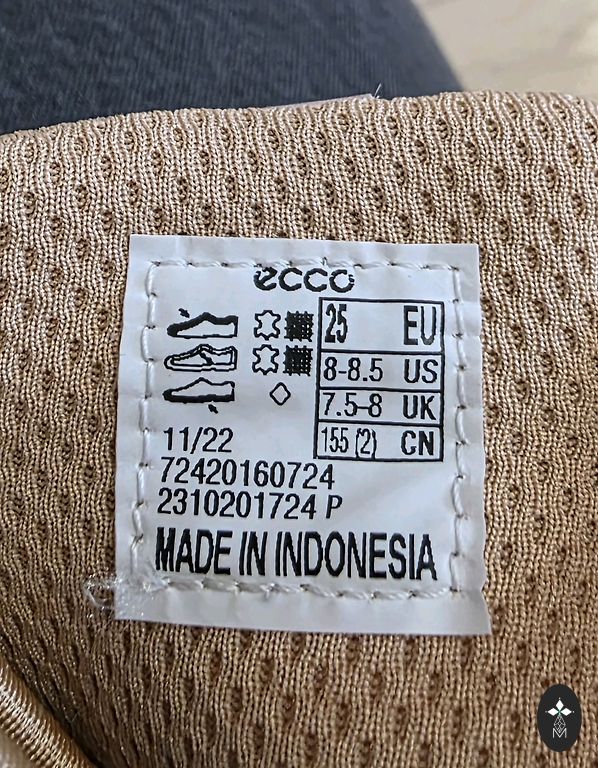 ecco
25 EU
8-8.5 US
7.5-8 UK
155 (2) CN
11/22
72420160724
2310201724 P
MADE IN INDONESIA
M